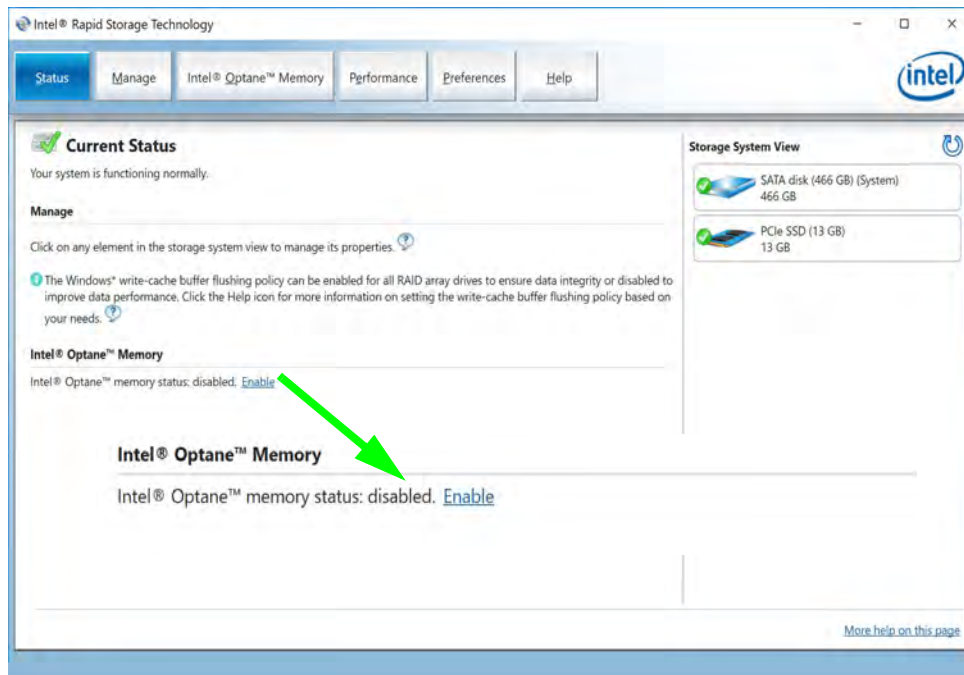 Intel® Rapid Storage Technology
Status
Manage
Intel® Optane™ Memory
Performance
Preferences
Help
intel
Current Status
Your system is functioning normally.
Manage
Click on any element in the storage system view to manage its properties.
The Windows* write-cache buffer flushing policy can be enabled for all RAID array drives to ensure data integrity or disabled to
improve data performance. Click the Help icon for more information on setting the write-cache buffer flushing policy based on
your needs.
Intel® Optane™ Memory
Intel® Optane™ memory status: disabled. Enable
Intel® Optane™ Memory
Intel® Optane™ memory status: disabled. Enable
Storage System View
SATA disk (466 GB) (System)
466 GB
PCIe SSD (13 GB)
13 GB
More help on this page